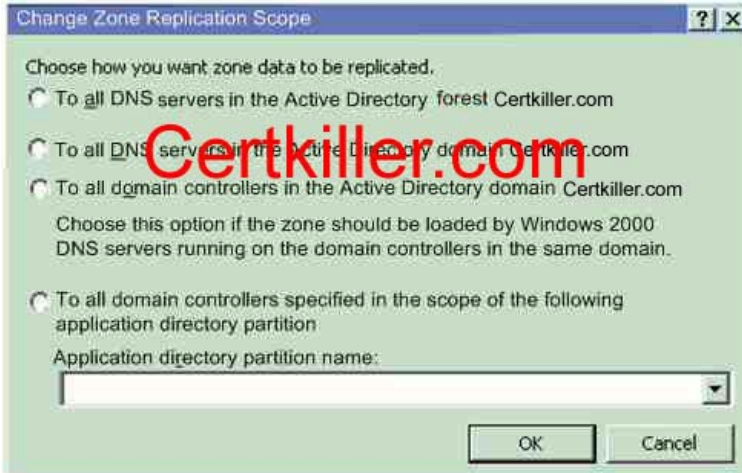 Change Zone Replication Scope
Choose how you want zone data to be replicated.
To all DNS servers in the Active Directory forest Certkiller.com
To all DNS servers in the Active Directory domain Certkiller.com
Certkiller.com
To all domain controllers in the Active Directory domain Certkiller.com
Choose this option if the zone should be loaded by Windows 2000
DNS servers running on the domain controllers in the same domain.
To all domain controllers specified in the scope of the following
application directory partition
Application directory partition name:
OK
Cancel